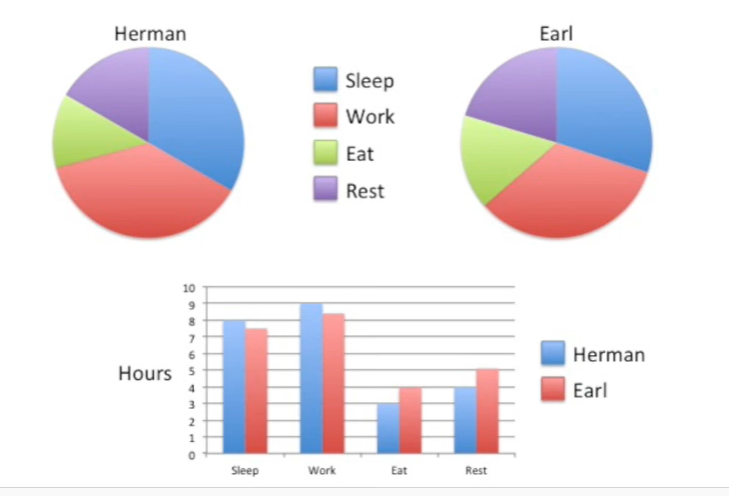 Herman
Earl
Sleep
Work
Eat
Rest
10
9
8
7
6
5
4
3
2
1
0
Hours
Sleep Work Eat Rest
Herman
Earl